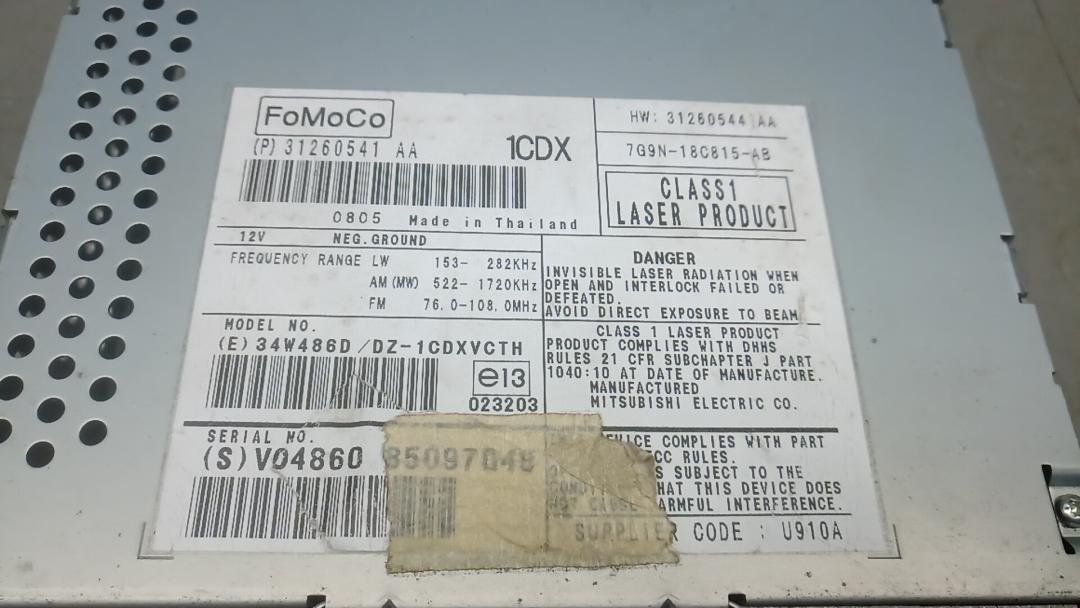 FoMoCo
(P) 31260541 AA
1CDX
0805 Made in Thailand
HW: 31260544 AA
7G9N-18C815-AB
CLASS1
LASER PRODUCT
12V NEG.GROUND
FREQUENCY RANGE LW 153- 282KHz
AM(MW) 522- 1720KHz
FM 76.0-108.0MHz
DANGER
INVISIBLE LASER RADIATION WHEN
OPEN AND INTERLOCK FAILED OR
DEFEATED.
AVOID DIRECT EXPOSURE TO BEAM
MODEL NO.
(E) 34W486D/DZ-1CDXVCTH
e13
023203
CLASS 1 LASER PRODUCT
PRODUCT COMPLIES WITH DHHS
RULES 21 CFR SUBCHAPTER J PART
1040:10 AT DATE OF MANUFACTURE.
MANUFACTURED
MITSUBISHI ELECTRIC CO.
SERIAL NO.
(S) V04860
COMPLIES WITH PART
RULES.
SUBJECT TO THE
THAT THIS DEVICE DOES
INTERFERENCE.
SUPPLIER CODE : U910A